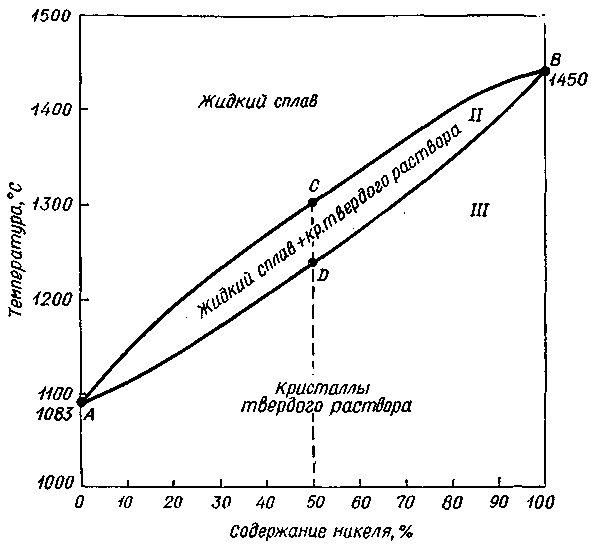 1500
1400
1300
1200
1100
1083
1000
Температура, °С
Жидкий сплав
B
1450
II
C
Жидкий сплав + кр. твердого раствора
III
D
A
Кристаллы
твердого раствора
0 10 20 30 40 50 60 70 80 90 100
Содержание никеля, %